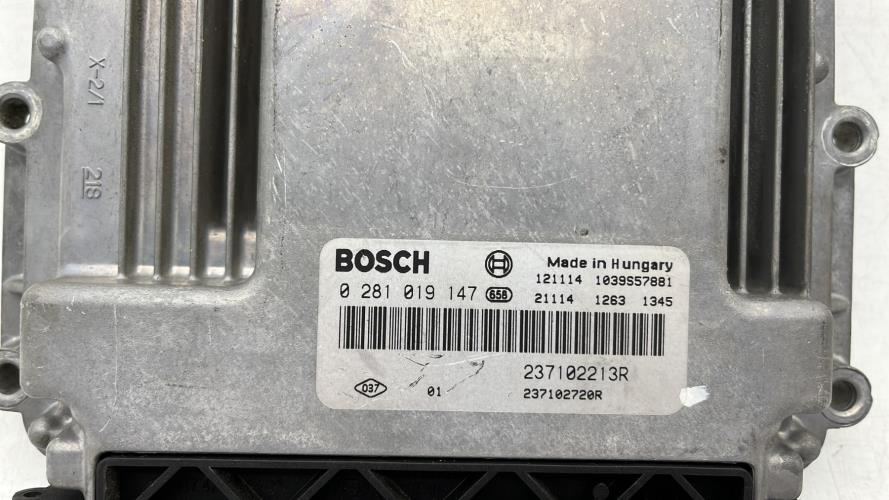 X-2/1
218
BOSCH
Made in Hungary
121114 1039S57881
0 281 019 147 658
21114 1263 1345
237102213R
037
01
237102720R